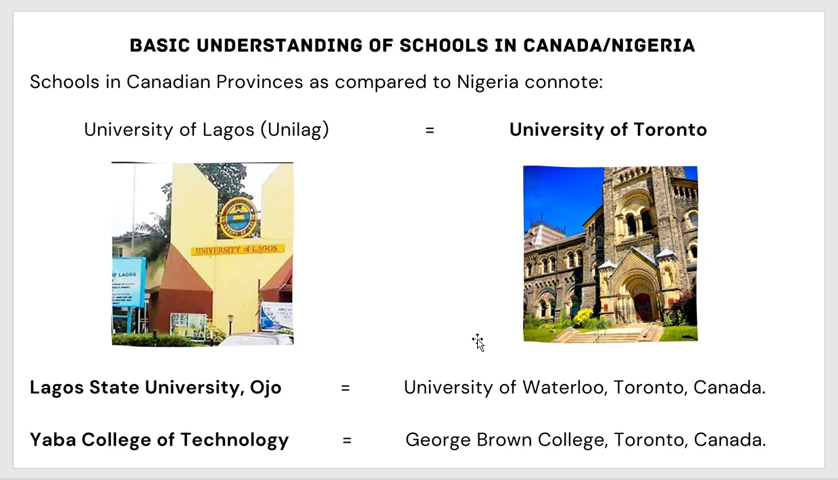 BASIC UNDERSTANDING OF SCHOOLS IN CANADA/NIGERIA
Schools in Canadian Provinces as compared to Nigeria connote:
University of Lagos (Unilag) = University of Toronto
UNIVERSITY of LAGOS
LAGOS
Lagos State University, Ojo = University of Waterloo, Toronto, Canada.
Yaba College of Technology = George Brown College, Toronto, Canada.